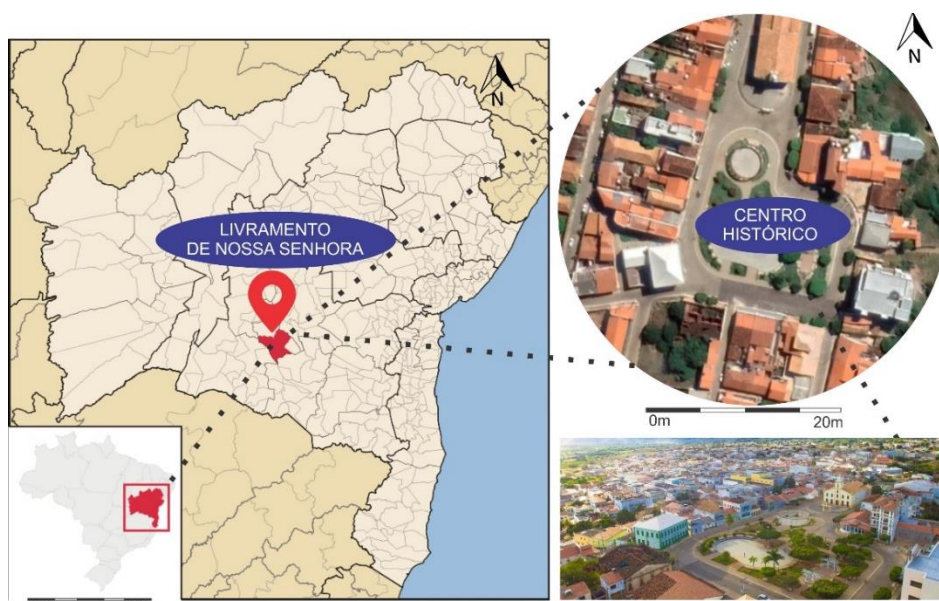 N
LIVRAMENTO
DE NOSSA SENHORA
N
CENTRO
HISTÓRICO
0m 20m